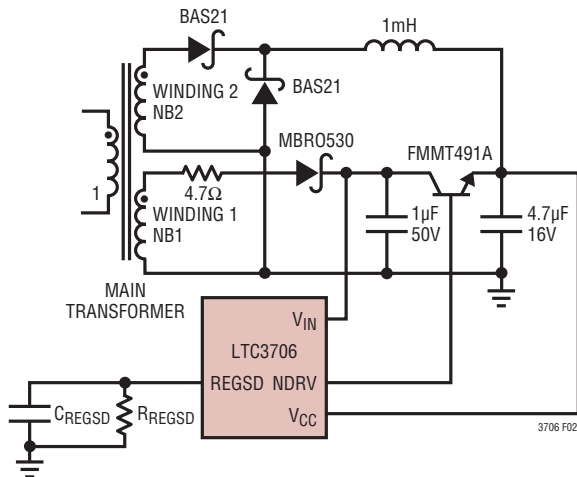 BAS21
1mH
WINDING 2
NB2
BAS21
MBRO530
FMMT491A
1
4.7Ω
WINDING 1
NB1
1μF
50V
4.7μF
16V
MAIN
TRANSFORMER
VIN
LTC3706
REGSD NDRV
VCC
CREGSD
RREGSD
3706 F02